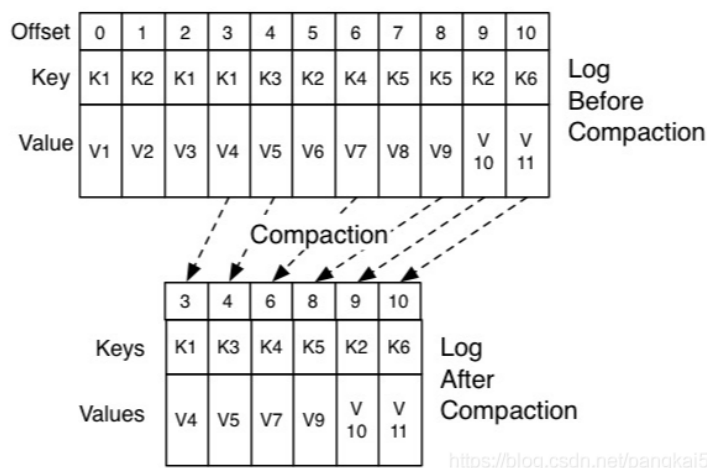 Offset 0 1 2 3 4 5 6 7 8 9 10
Key K1 K2 K1 K1 K3 K2 K4 K5 K5 K2 K6
Value V1 V2 V3 V4 V5 V6 V7 V8 V9 V 10 V 11
Log
Before
Compaction
Compaction
3 4 6 8 9 10
Keys K1 K3 K4 K5 K2 K6
Values V4 V5 V7 V9 V 10 V 11
Log
After
Compaction
https://blog.csdn.net/pangkai5